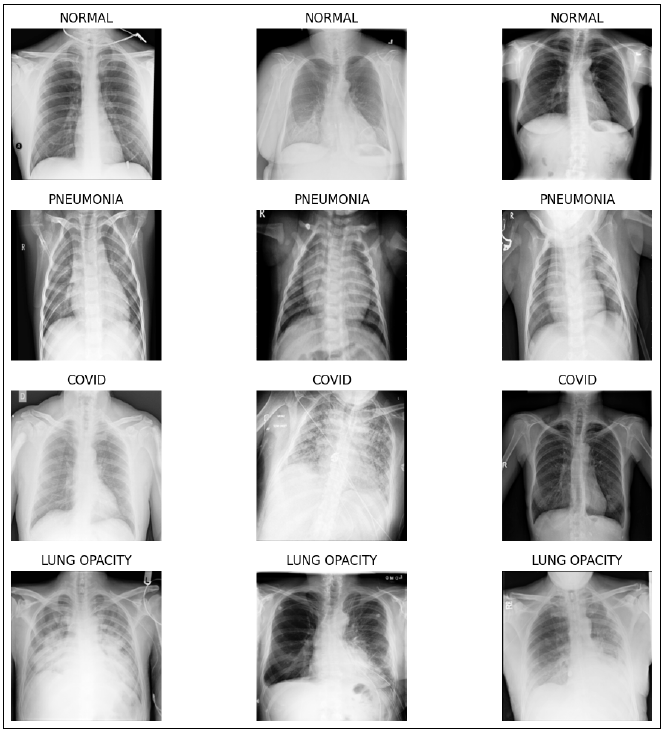 NORMAL
NORMAL
NORMAL
PNEUMONIA
PNEUMONIA
PNEUMONIA
R
COVID
COVID
COVID
D
R
LUNG OPACITY
LUNG OPACITY
LUNG OPACITY